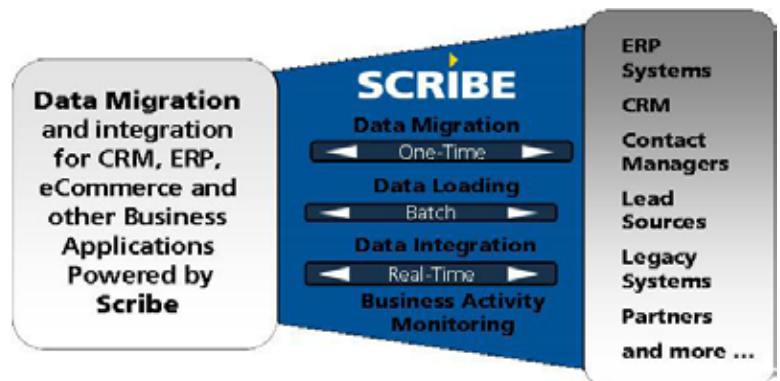 Data Migration
and integration
for CRM, ERP,
eCommerce and
other Business
Applications
Powered by
Scribe
SCRIBE
Data Migration
One-Time
Data Loading
Batch
Data Integration
Real-Time
Business Activity
Monitoring
ERP
Systems
CRM
Contact
Managers
Lead
Sources
Legacy
Systems
Partners
and more ...